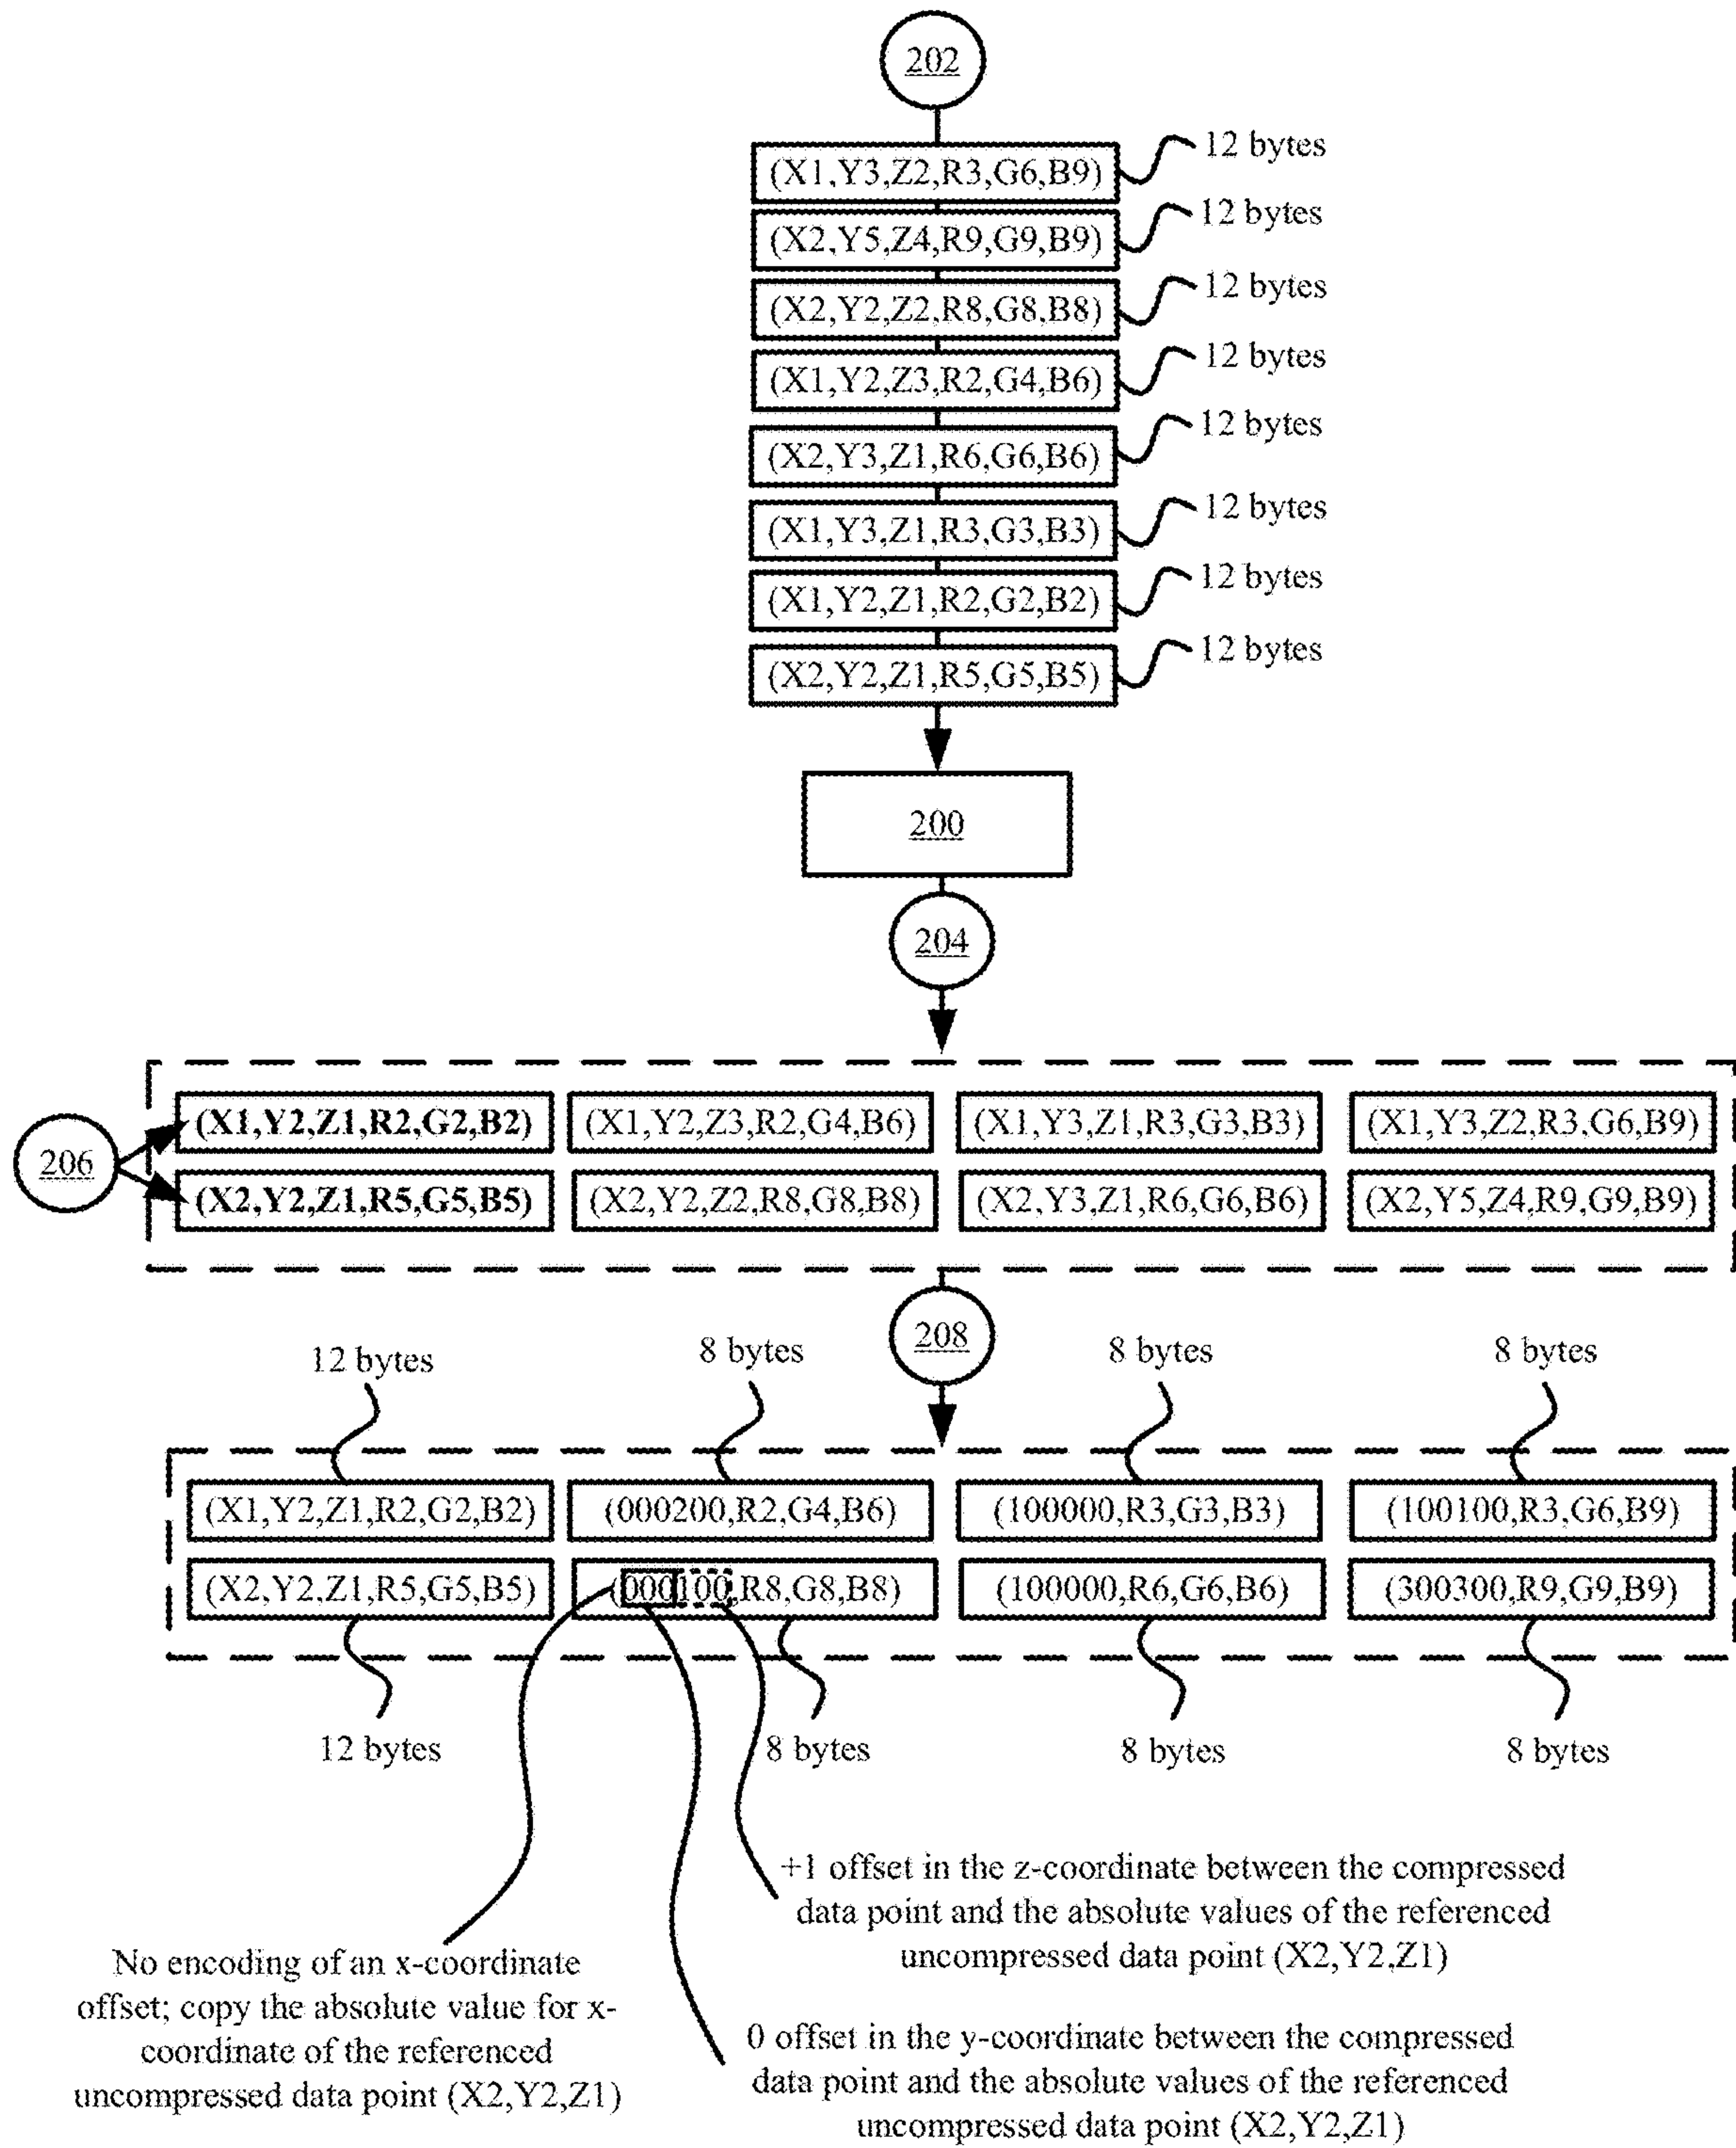 202
(X1,Y3,Z2,R3,G6,B9)
12 bytes
(X2,Y5,Z4,R9,G9,B9)
12 bytes
(X2,Y2,Z2,R8,G8,B8)
12 bytes
(X1,Y2,Z3,R2,G4,B6)
12 bytes
(X2,Y3,Z1,R6,G6,B6)
12 bytes
(X1,Y3,Z1,R3,G3,B3)
12 bytes
(X1,Y2,Z1,R2,G2,B2)
12 bytes
(X2,Y2,Z1,R5,G5,B5)
12 bytes
200
204
206
(X1,Y2,Z1,R2,G2,B2)
(X1,Y2,Z3,R2,G4,B6)
(X1,Y3,Z1,R3,G3,B3)
(X1,Y3,Z2,R3,G6,B9)
(X2,Y2,Z1,R5,G5,B5)
(X2,Y2,Z2,R8,G8,B8)
(X2,Y3,Z1,R6,G6,B6)
(X2,Y5,Z4,R9,G9,B9)
208
12 bytes
8 bytes
8 bytes
8 bytes
(X1,Y2,Z1,R2,G2,B2)
(000200,R2,G4,B6)
(100000,R3,G3,B3)
(100100,R3,G6,B9)
(X2,Y2,Z1,R5,G5,B5)
(000100,R8,G8,B8)
(100000,R6,G6,B6)
(300300,R9,G9,B9)
12 bytes
8 bytes
8 bytes
8 bytes
+1 offset in the z-coordinate between the compressed
data point and the absolute values of the referenced
uncompressed data point (X2,Y2,Z1)
No encoding of an x-coordinate
offset; copy the absolute value for x-
coordinate of the referenced
uncompressed data point (X2,Y2,Z1)
0 offset in the y-coordinate between the compressed
data point and the absolute values of the referenced
uncompressed data point (X2,Y2,Z1)